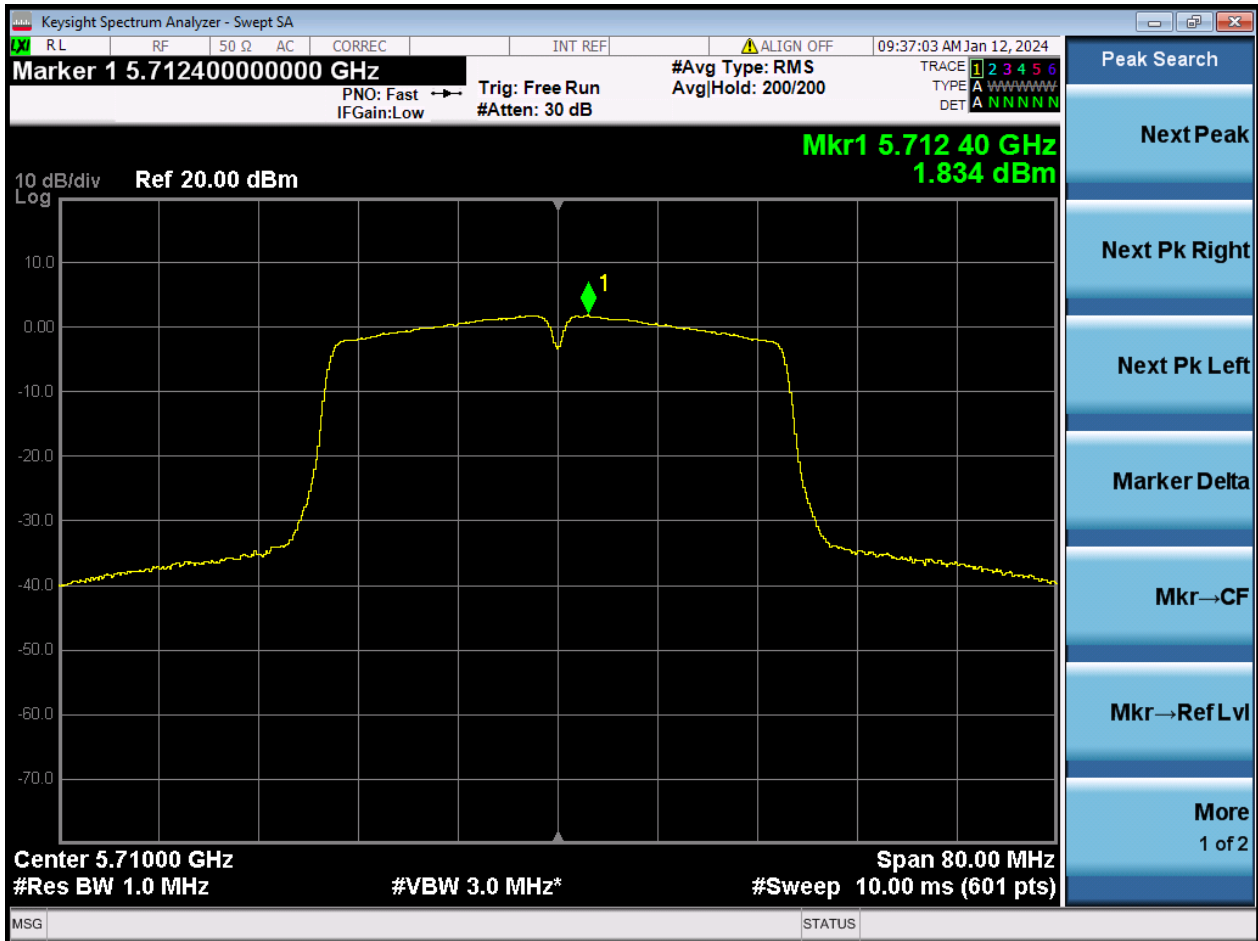 Keysight Spectrum Analyzer - Swept SA
LXI RL RF 50 Ω AC CORREC INT REF ALIGN OFF 09:37:03 AM Jan 12, 2024
Marker 1 5.712400000000 GHz
PNO: Fast
IFGain:Low
Trig: Free Run
#Atten: 30 dB
#Avg Type: RMS
Avg|Hold: 200/200
TRACE 1 2 3 4 5 6
TYPE A WWWWW
DET A N N N N N
Mkr1 5.712 40 GHz
1.834 dBm
10 dB/div Ref 20.00 dBm
Log
10.0
1
0.00
-10.0
-20.0
-30.0
-40.0
-50.0
-60.0
-70.0
Center 5.71000 GHz Span 80.00 MHz
#Res BW 1.0 MHz #VBW 3.0 MHz* #Sweep 10.00 ms (601 pts)
MSG STATUS
Peak Search
Next Peak
Next Pk Right
Next Pk Left
Marker Delta
Mkr→CF
Mkr→Ref Lvl
More
1 of 2